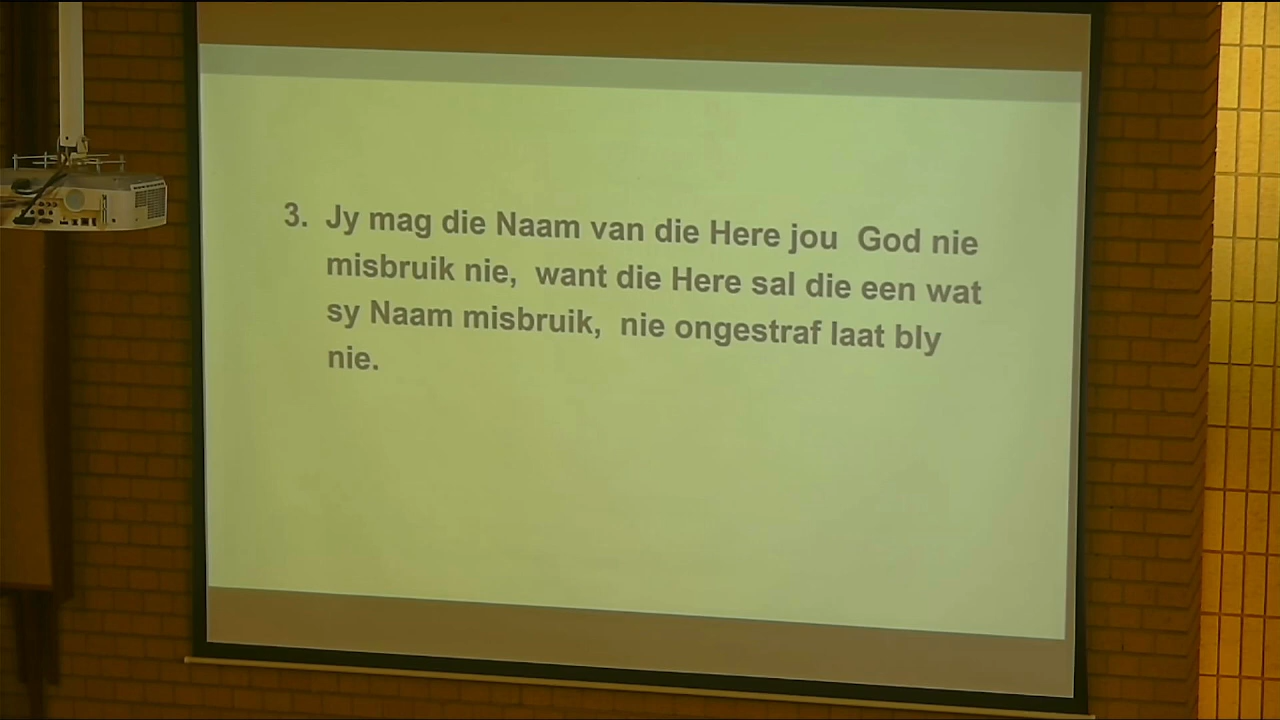 3. Jy mag die Naam van die Here jou God nie
misbruik nie, want die Here sal die een wat
sy Naam misbruik, nie ongestraf laat bly
nie.